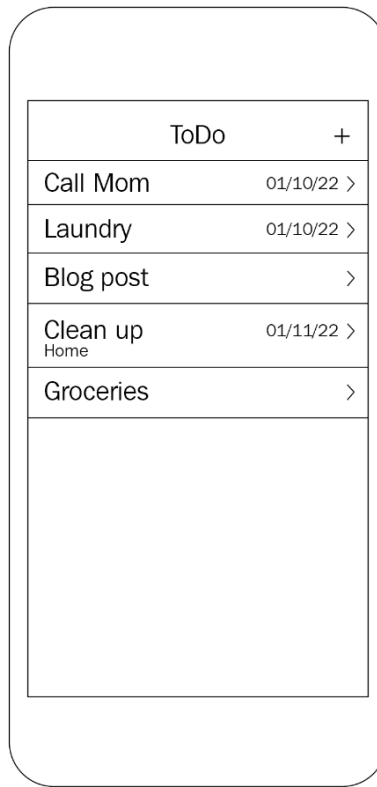 ToDo +
Call Mom 01/10/22 >
Laundry 01/10/22 >
Blog post >
Clean up 01/11/22 >
Home
Groceries >